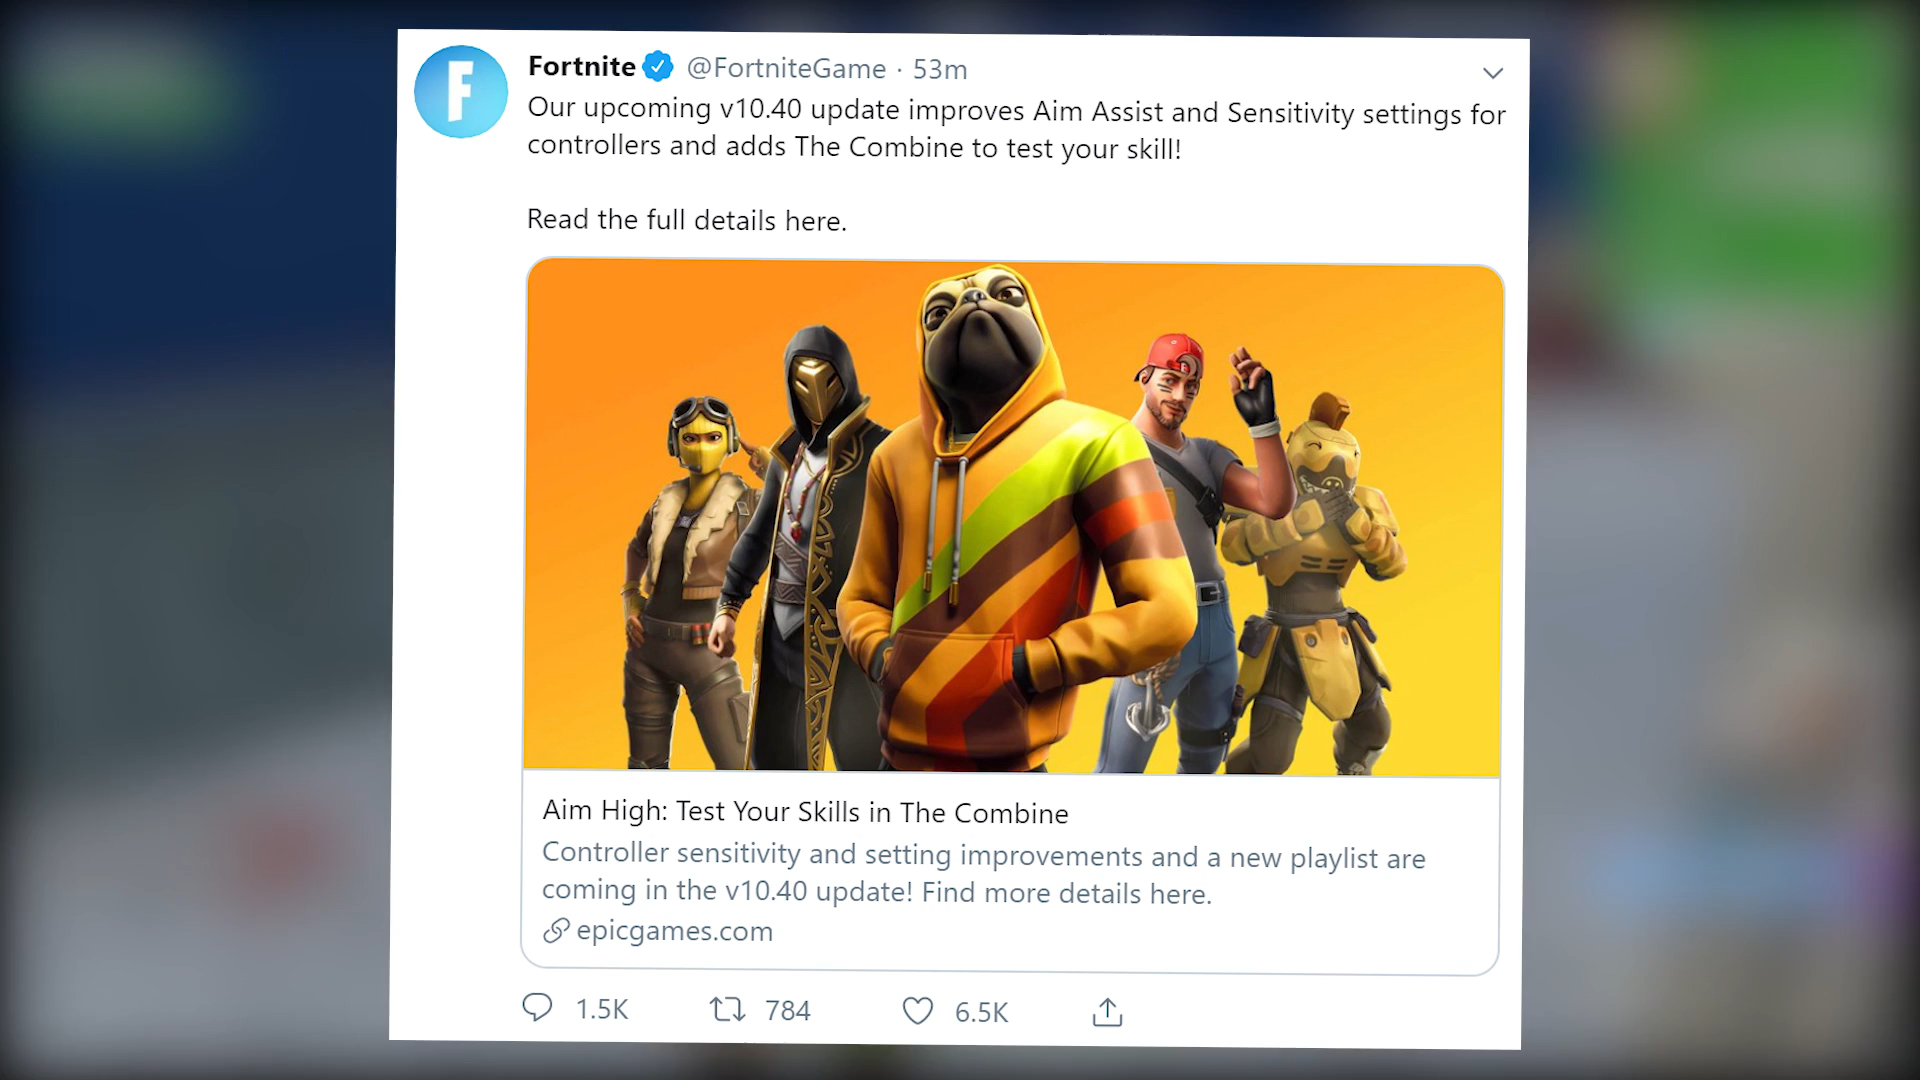 Fortnite @FortniteGame · 53m
Our upcoming v10.40 update improves Aim Assist and Sensitivity settings for
controllers and adds The Combine to test your skill!
Read the full details here.
Aim High: Test Your Skills in The Combine
Controller sensitivity and setting improvements and a new playlist are
coming in the v10.40 update! Find more details here.
epicgames.com
1.5K 784 6.5K